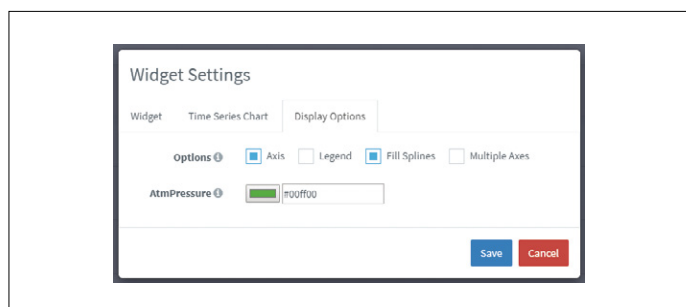 Widget Settings
Widget Time Series Chart Display Options
Options Axis Legend Fill Splines Multiple Axes
AtmPressure #00ff00
Save Cancel